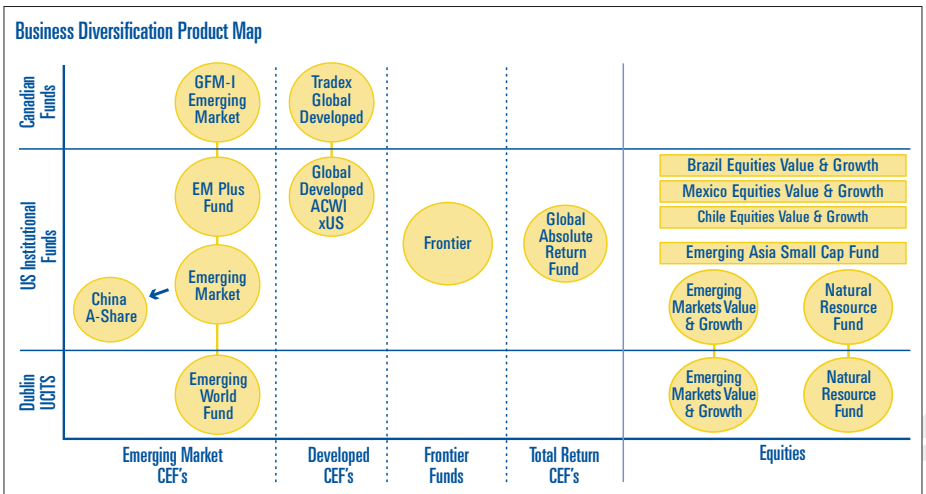 Business Diversification Product Map
Canadian
Funds
GFM-I
Emerging
Market
Tradex
Global
Developed
US Institutional
Funds
EM Plus
Fund
Global
Developed
ACWI
xUS
Frontier
Global
Absolute
Return
Fund
Brazil Equities Value & Growth
Mexico Equities Value & Growth
Chile Equities Value & Growth
Emerging Asia Small Cap Fund
China
A-Share
Emerging
Market
Emerging
Markets Value
& Growth
Natural
Resource
Fund
Dublin
UCITS
Emerging
World
Fund
Emerging
Markets Value
& Growth
Natural
Resource
Fund
Emerging Market
CEF's
Developed
CEF's
Frontier
Funds
Total Return
CEF's
Equities